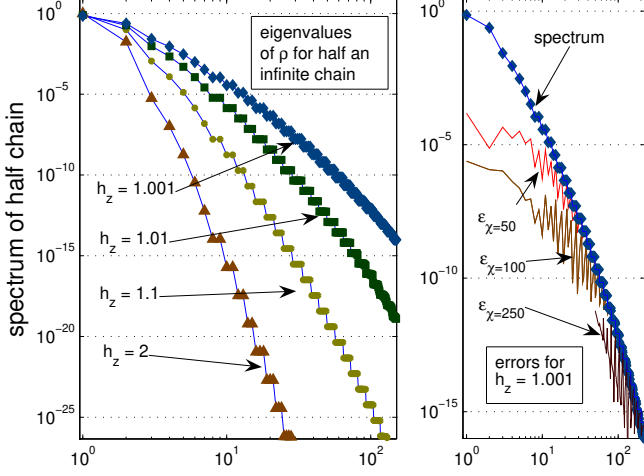 spectrum of half chain
10^0
10^-5
10^-10
10^-15
10^-20
10^-25
eigenvalues
of ρ for half an
infinite chain
h_z = 1.001
h_z = 1.01
h_z = 1.1
h_z = 2
10^0
10^1
10^2
10^0
10^-5
10^-10
10^-15
spectrum
ε_χ=50
ε_χ=100
ε_χ=250
errors for
h_z = 1.001
10^0
10^1
10^2